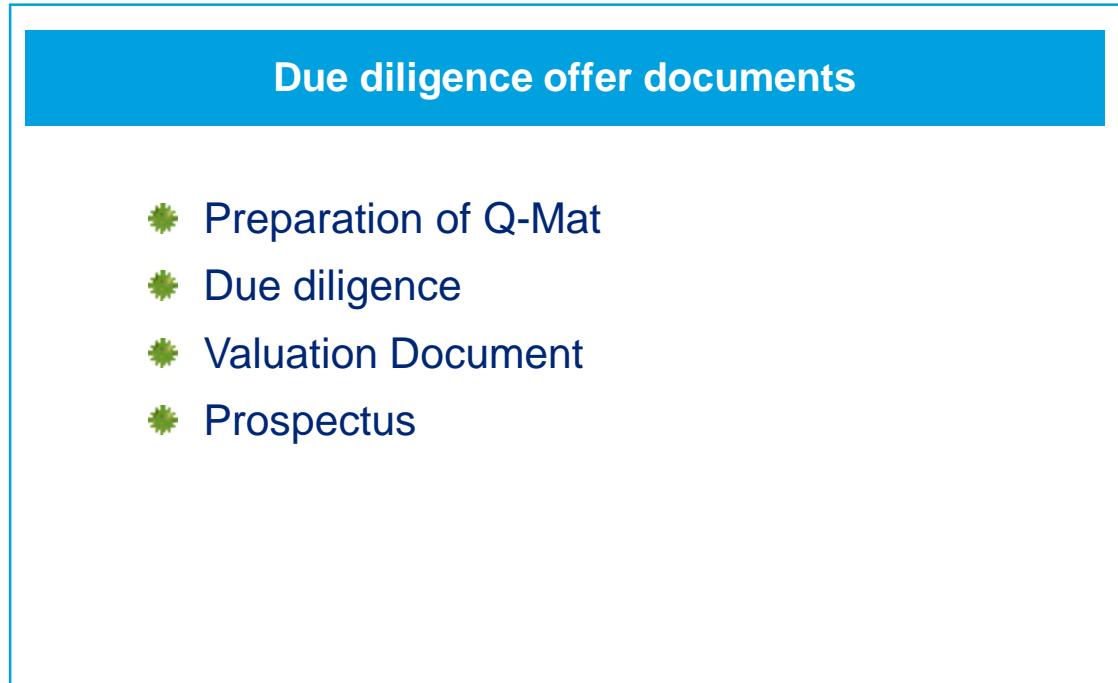 Due diligence offer documents
Preparation of Q-Mat
Due diligence
Valuation Document
Prospectus